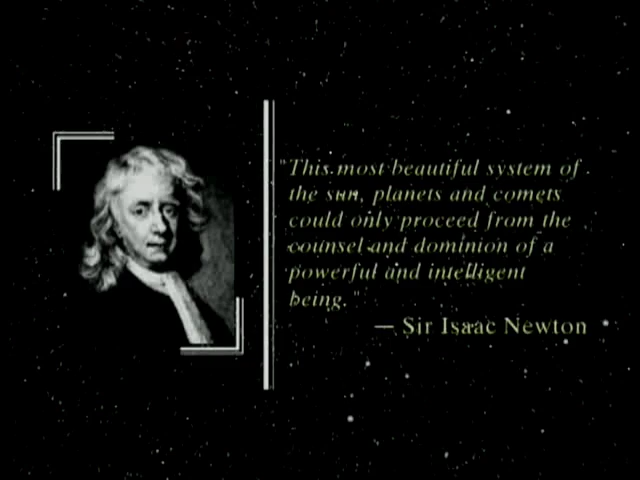 "This most beautiful system of
the sun, planets and comets
could only proceed from the
counsel and dominion of a
powerful and intelligent
being."
— Sir Isaac Newton